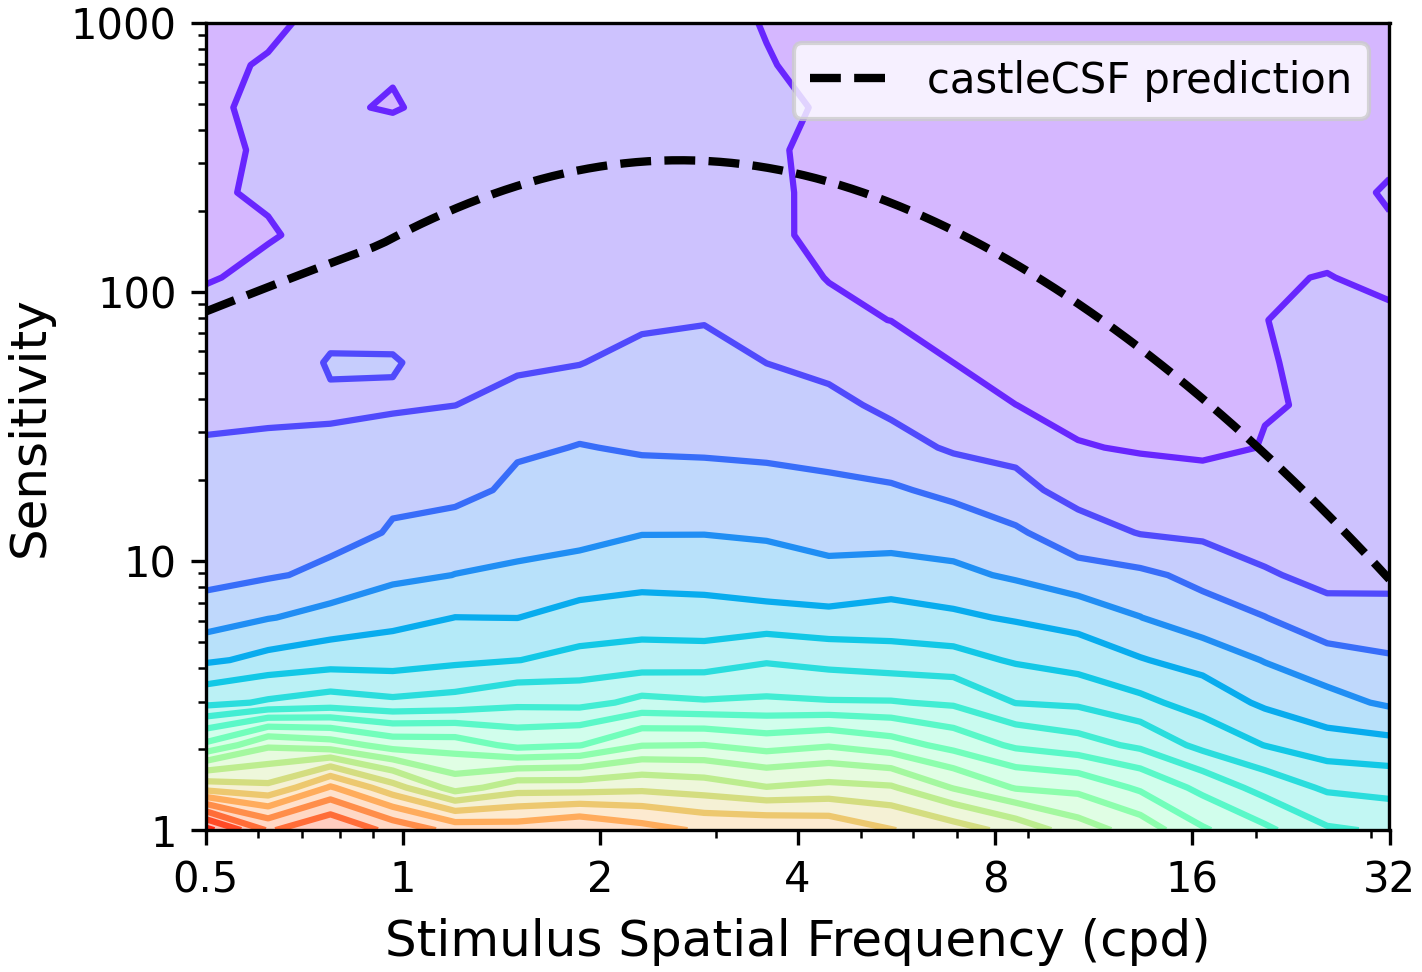 1000
castleCSF prediction
100
Sensitivity
10
1
0.5 1 2 4 8 16 32
Stimulus Spatial Frequency (cpd)